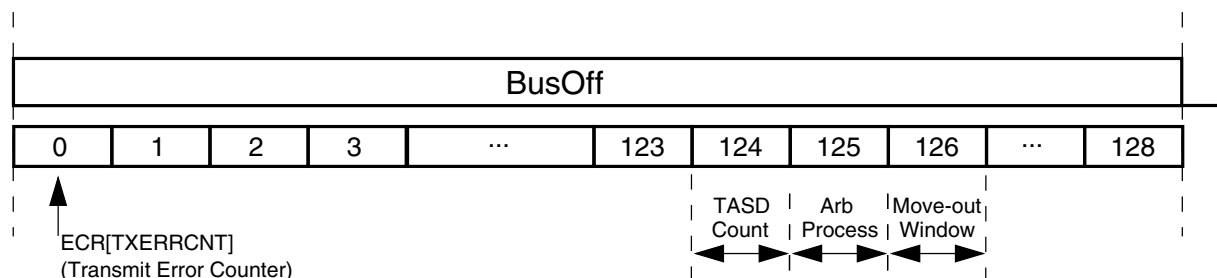 BusOff
0 1 2 3 ... 123 124 125 126 ... 128
TASD Count
Arb Process
Move-out Window
ECR[TXERRCNT]
(Transmit Error Counter)